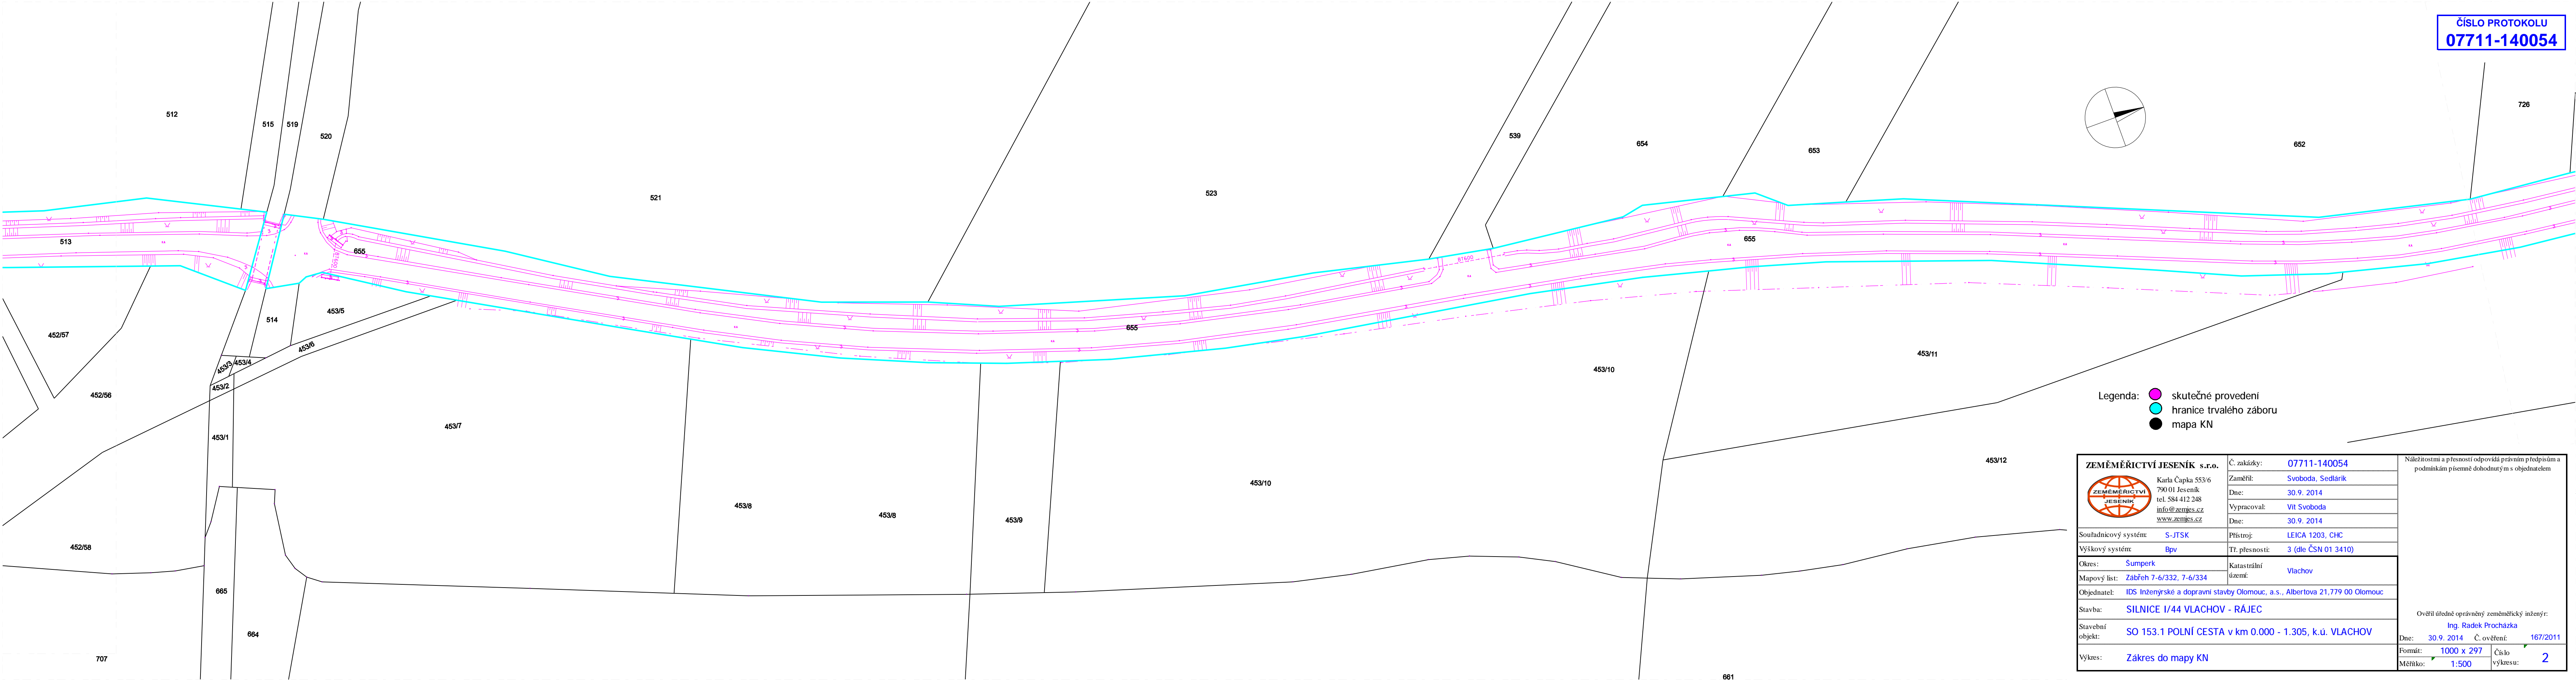 ČÍSLO PROTOKOLU
07711-140054
512
515
519
520
521
523
539
654
653
652
726
513
655
655
655
452/57
514
453/5
453/6
453/3
453/4
453/2
452/56
453/1
453/7
453/8
453/8
453/9
453/10
453/10
453/11
453/12
452/58
665
664
707
661
Legenda:
skutečné provedení
hranice trvalého záboru
mapa KN
ZEMĚMĚŘICTVÍ JESENÍK s.r.o.
ZEMĚMĚŘICTVÍ
JESENÍK
Karla Čapka 553/6
790 01 Jeseník
tel. 584 412 248
info@zemjes.cz
www.zemjes.cz
Č. zakázky: 07711-140054
Zaměřil: Svoboda, Sedlárik
Dne: 30.9. 2014
Vypracoval: Vít Svoboda
Dne: 30.9. 2014
Souřadnicový systém: S-JTSK
Přístroj: LEICA 1203, CHC
Výškový systém: Bpv
Tř. přesnosti: 3 (dle ČSN 01 3410)
Okres: Šumperk
Katastrální území: Vlachov
Mapový list: Zábřeh 7-6/332, 7-6/334
Objednatel: IDS Inženýrské a dopravní stavby Olomouc, a.s., Albertova 21,779 00 Olomouc
Stavba: SILNICE I/44 VLACHOV - RÁJEC
Stavební objekt: SO 153.1 POLNÍ CESTA v km 0.000 - 1.305, k.ú. VLACHOV
Výkres: Zákres do mapy KN
Náležitostmi a přesností odpovídá právním předpisům a
podmínkám písemně dohodnutým s objednatelem
Ověřil úředně oprávněný zeměměřický inženýr:
Ing. Radek Procházka
Dne: 30.9. 2014 Č. ověření: 167/2011
Formát: 1000 x 297
Měřítko: 1:500
Číslo výkresu: 2